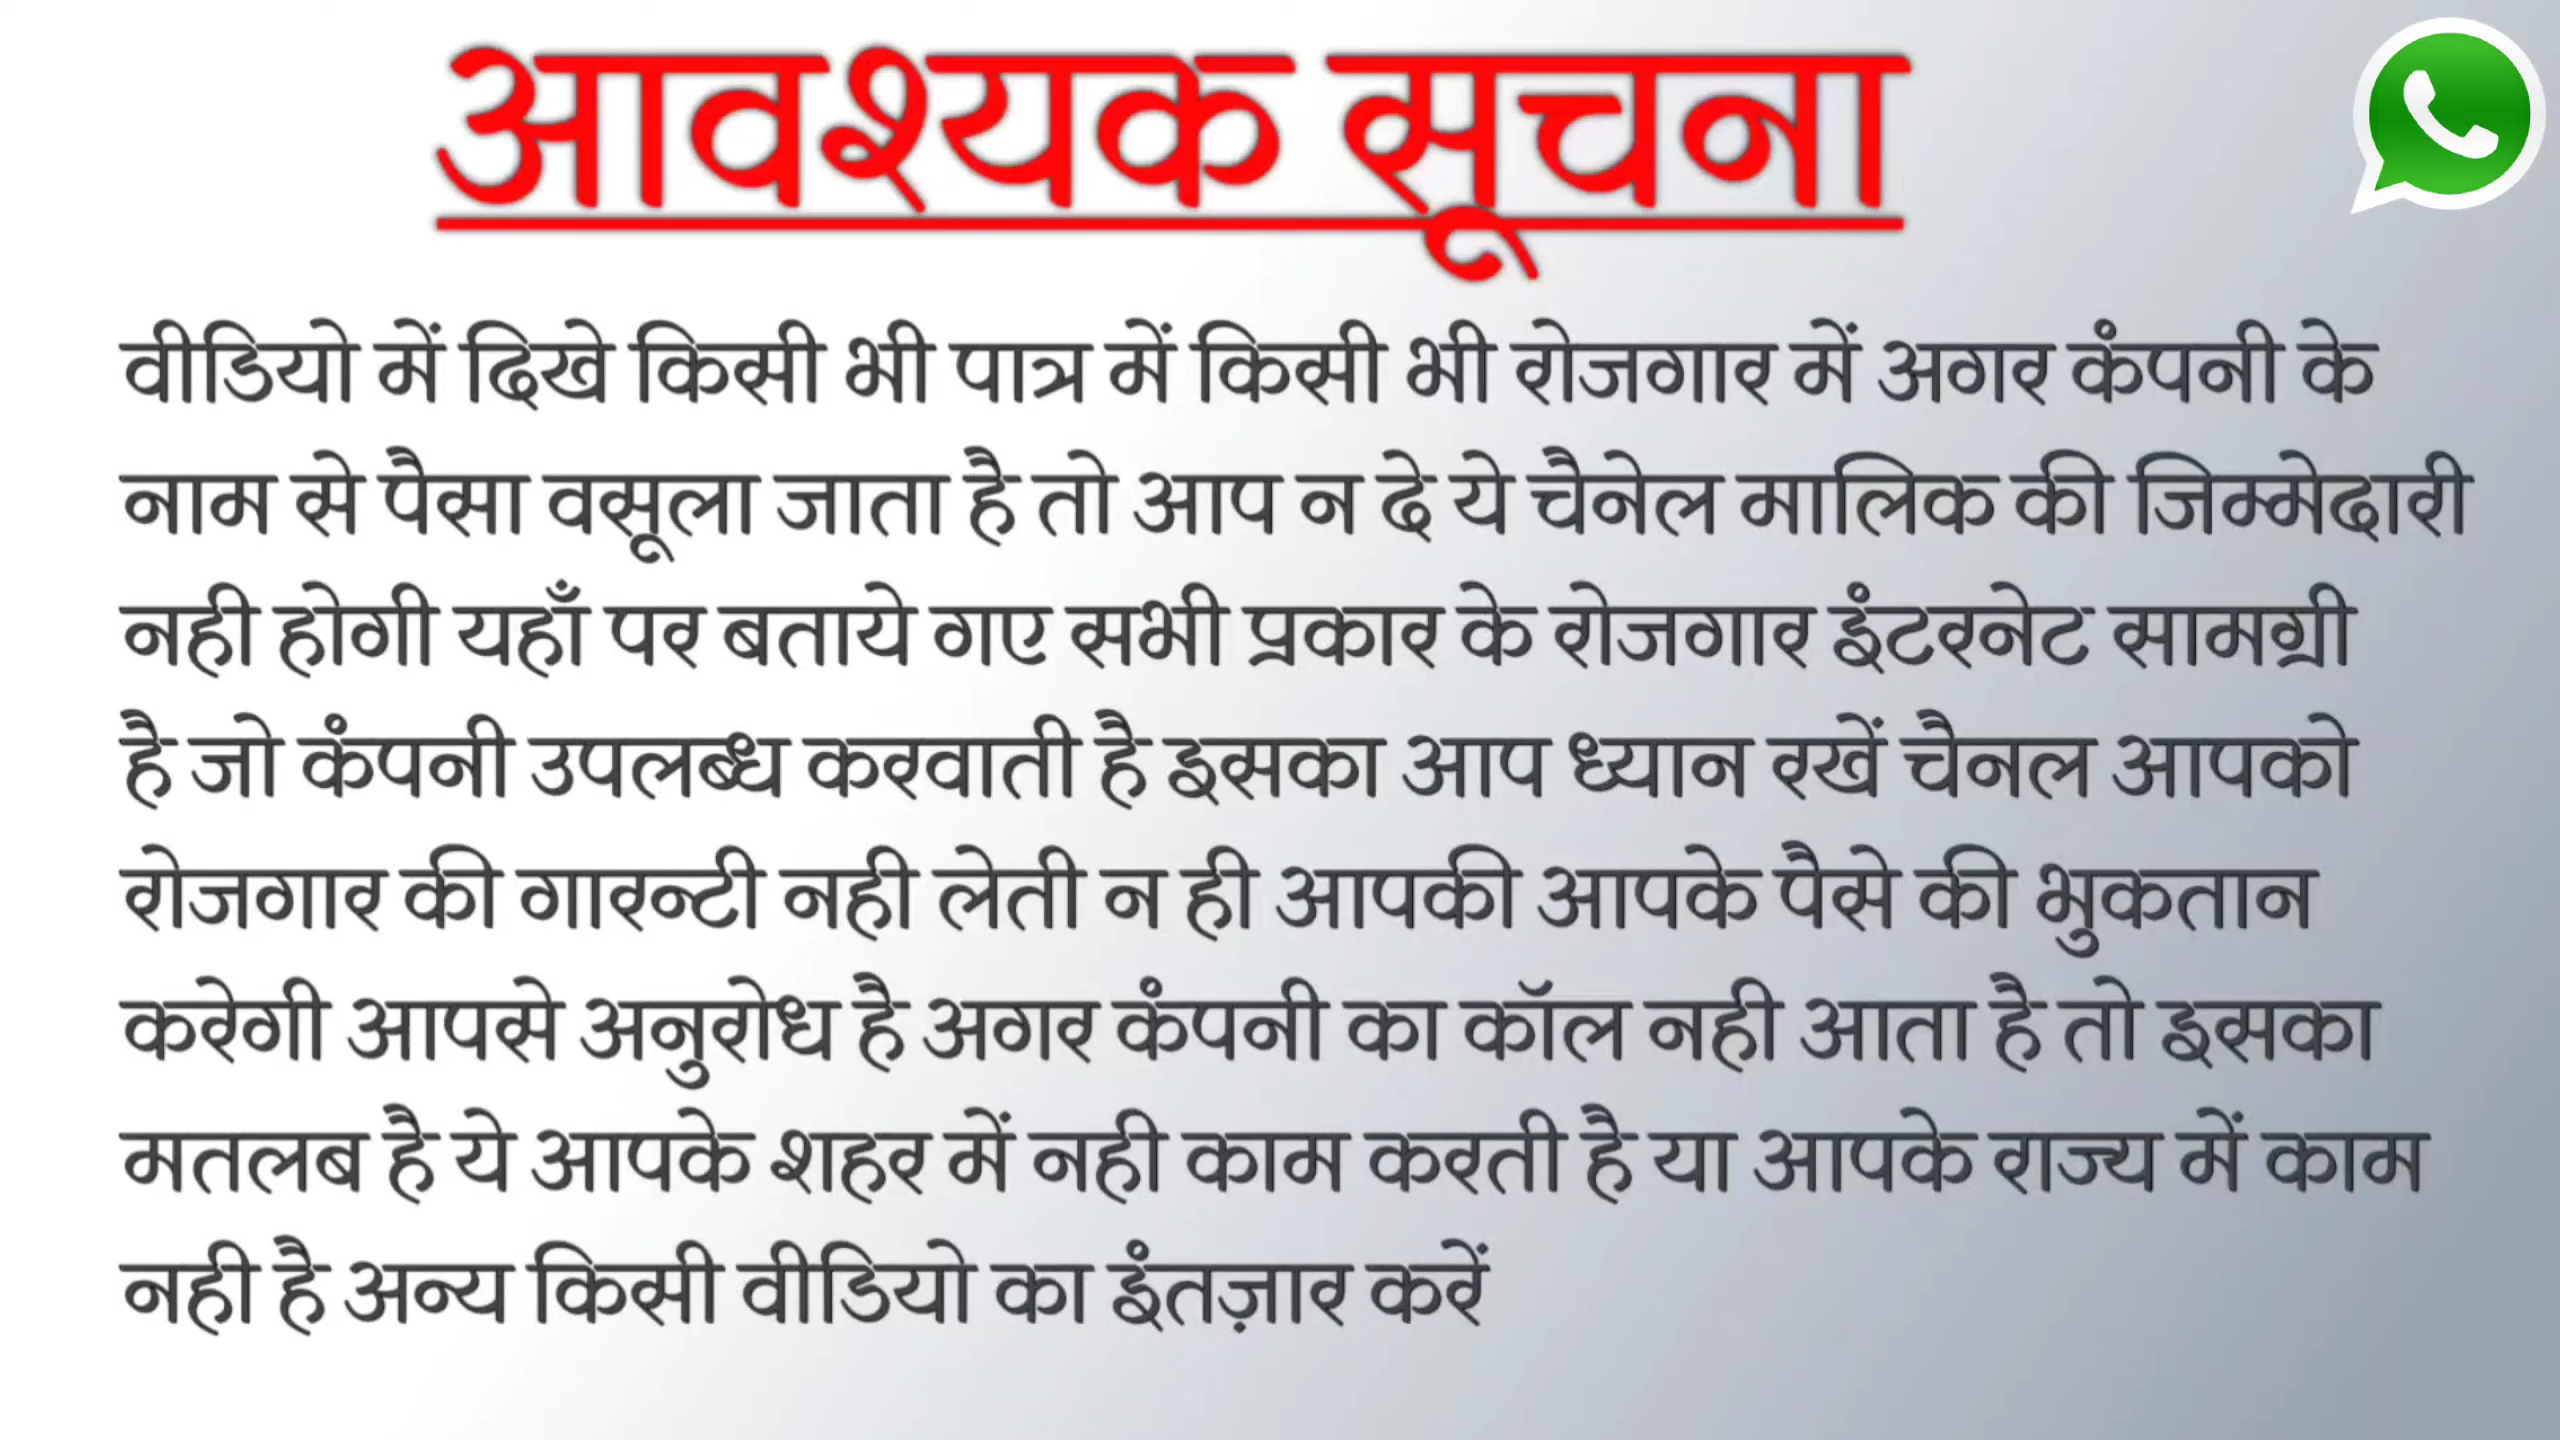 आवश्यक सूचना
वीडियो में दिखे किसी भी पात्र में किसी भी रोजगार में अगर कंपनी के
नाम से पैसा वसूला जाता है तो आप न दे ये चैनेल मालिक की जिम्मेदारी
नही होगी यहाँ पर बताये गए सभी प्रकार के रोजगार इंटरनेट सामग्री
है जो कंपनी उपलब्ध करवाती है इसका आप ध्यान रखें चैनल आपको
रोजगार की गारन्टी नही लेती न ही आपकी आपके पैसे की भुकतान
करेगी आपसे अनुरोध है अगर कंपनी का कॉल नही आता है तो इसका
मतलब है ये आपके शहर में नही काम करती है या आपके राज्य में काम
नही है अन्य किसी वीडियो का इंतज़ार करें